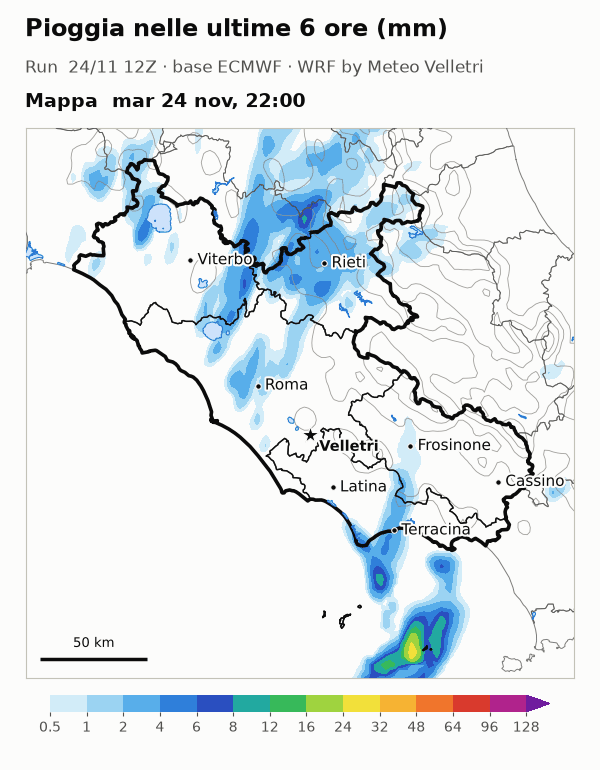 Pioggia nelle ultime 6 ore (mm)
Run  24/11 12Z · base ECMWF · WRF by Meteo Velletri
Mappa  mar 24 nov, 22:00
Viterbo
Rieti
Roma
Velletri
Frosinone
Latina
Cassino
Terracina
50 km
0.5 1 2 4 6 8 12 16 24 32 48 64 96 128